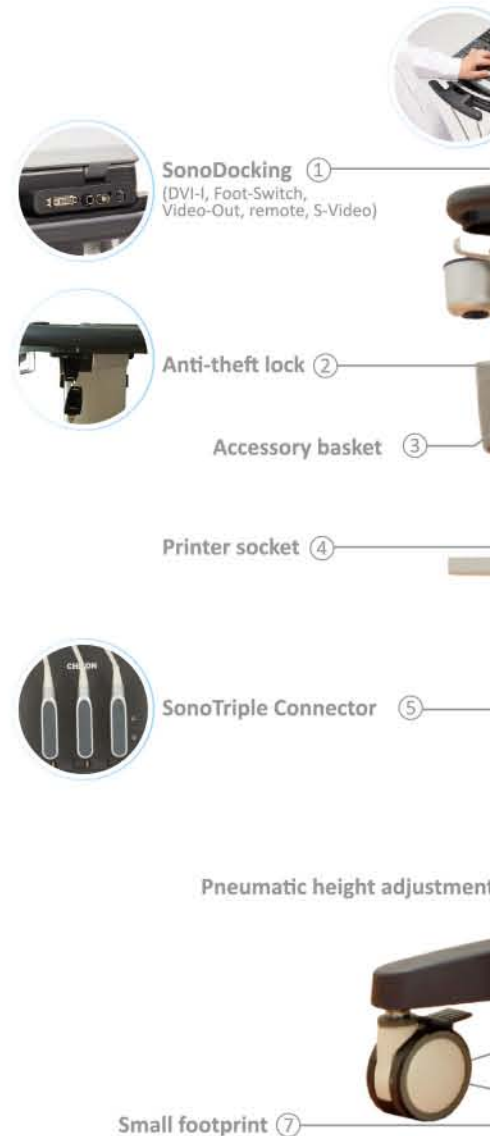 SonoDocking ①
(DVI-I, Foot-Switch,
Video-Out, remote, S-Video)
Anti-theft lock ②
Accessory basket ③
Printer socket ④
CHISON
SonoTriple Connector ⑤
Pneumatic height adjustment
Small footprint ⑦